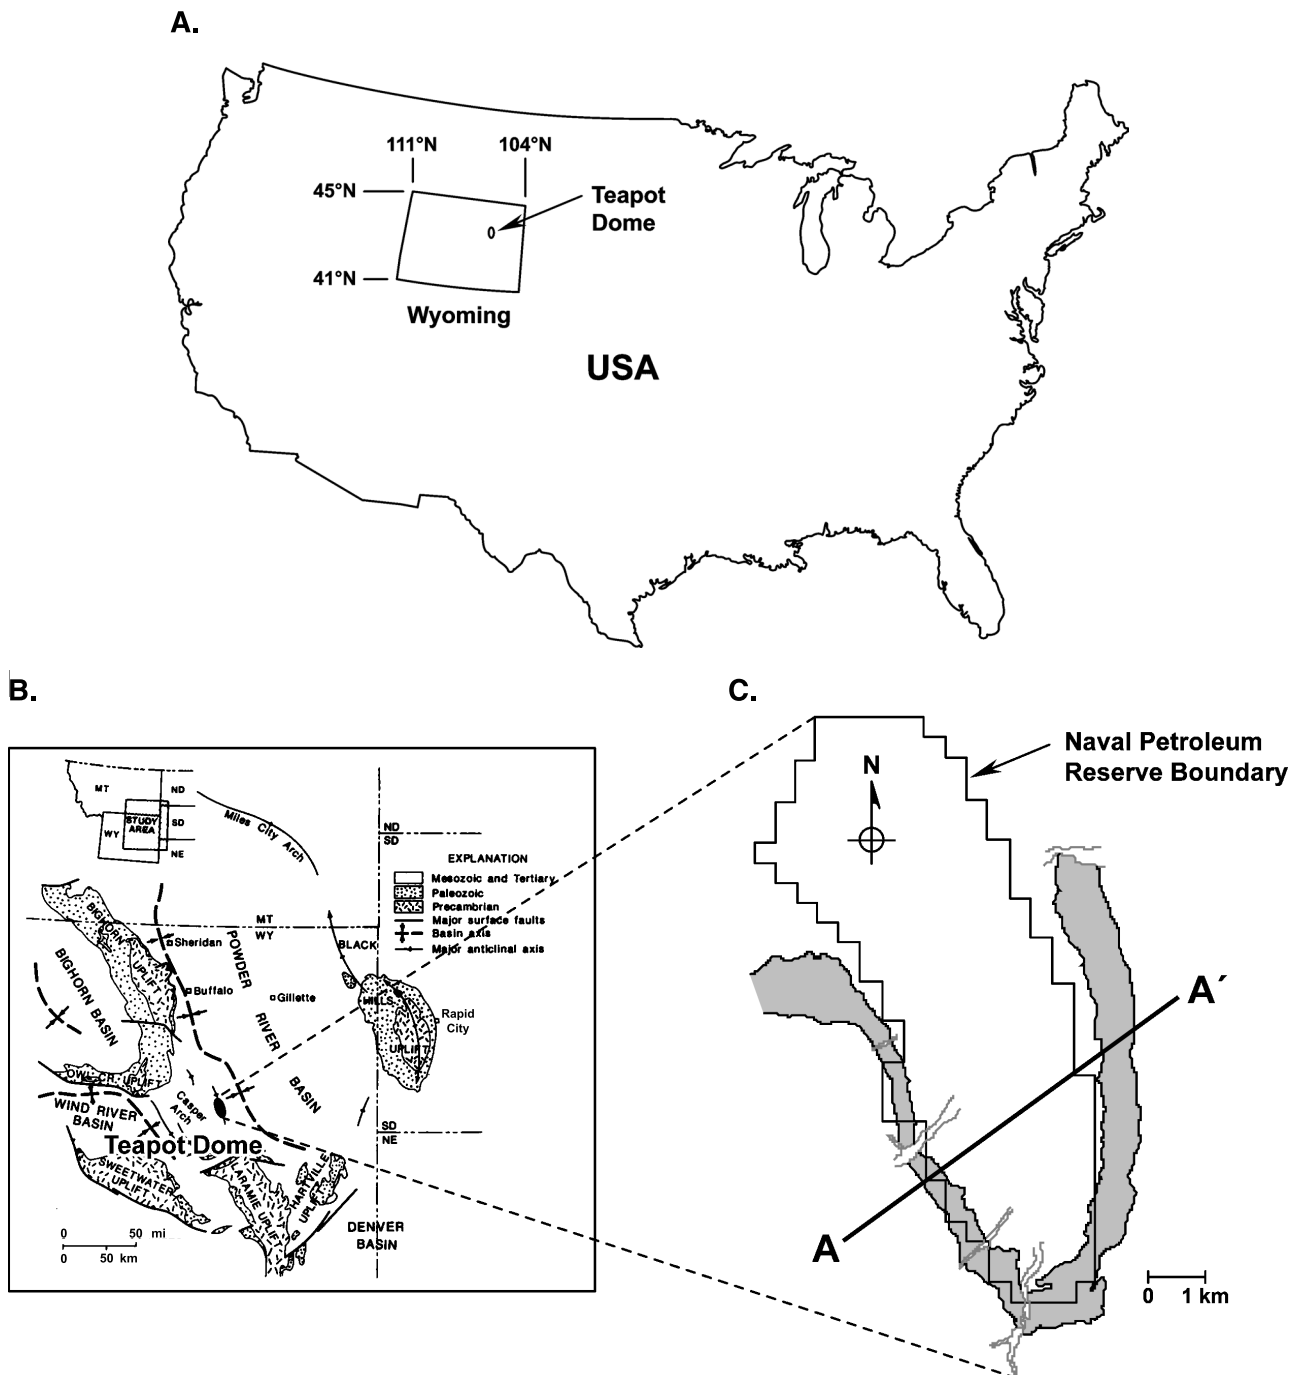 A.
111°N 104°N
45°N
Teapot
Dome
41°N
Wyoming
USA
B.
MT
ND
STUDY
AREA
SD
WY
NE
Miles City Arch
ND
SD
EXPLANATION
Mesozoic and Tertiary
Paleozoic
Precambrian
Major surface faults
Basin axis
Major anticlinal axis
MT
WY
BIGHORN
UPLIFT
Sheridan
POWDER
RIVER
BASIN
BLACK
HILLS
UPLIFT
BIGHORN BASIN
Buffalo
Gillette
Rapid
City
OWL CR. UPLIFT
WIND RIVER
BASIN
Casper
Arch
Teapot Dome
SD
NE
SWEETWATER
UPLIFT
LARAMIE UPLIFT
HARTVILLE
UPLIFT
DENVER
BASIN
0 50 mi
0 50 km
C.
Naval Petroleum
Reserve Boundary
N
A´
A
0 1 km